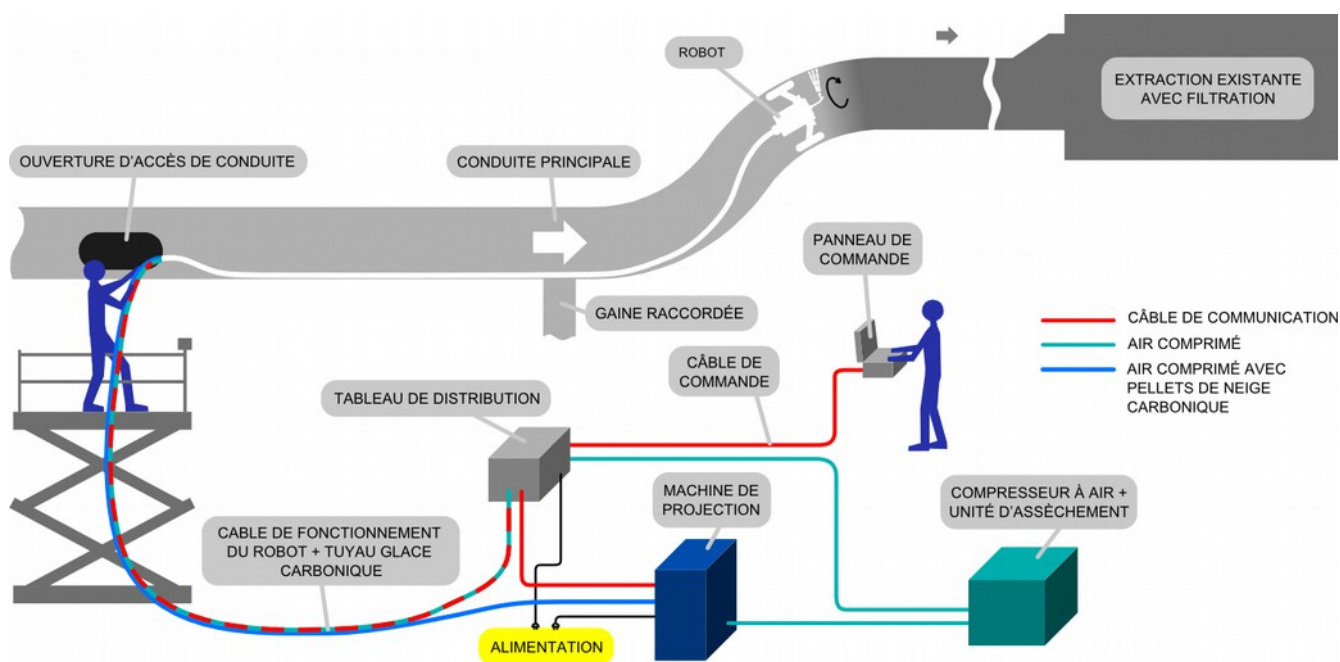 ROBOT
EXTRACTION EXISTANTE
AVEC FILTRATION
OUVERTURE D'ACCÈS DE CONDUITE
CONDUITE PRINCIPALE
PANNEAU DE
COMMANDE
GAINE RACCORDÉE
CÂBLE DE COMMUNICATION
AIR COMPRIMÉ
AIR COMPRIMÉ AVEC
PELLETS DE NEIGE
CARBONIQUE
CÂBLE DE
COMMANDE
TABLEAU DE DISTRIBUTION
MACHINE DE
PROJECTION
COMPRESSEUR À AIR +
UNITÉ D'ASSÈCHEMENT
CABLE DE FONCTIONNEMENT
DU ROBOT + TUYAU GLACE
CARBONIQUE
ALIMENTATION